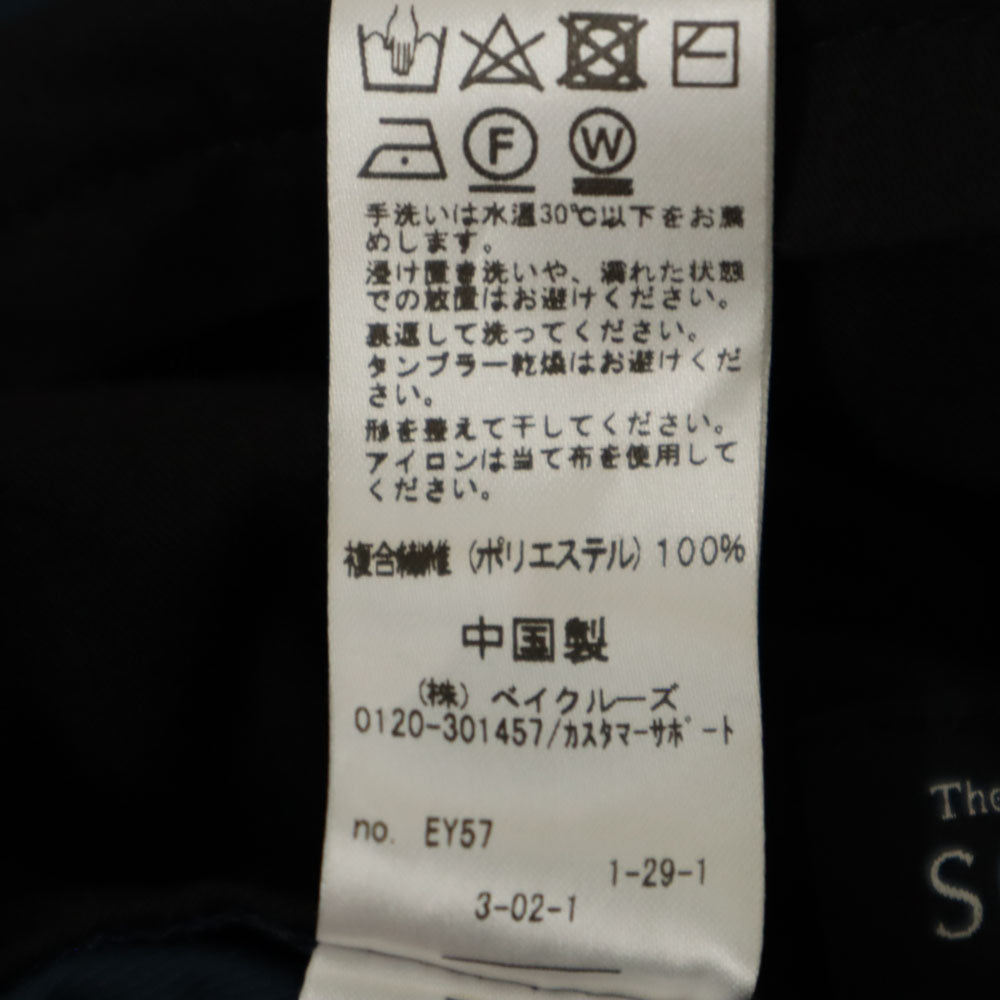 F
W
手洗いは水温30℃以下をお薦
めします。
浸け置き洗いや、濡れた状態
での放置はお避けください。
裏返して洗ってください。
タンブラー乾燥はお避けくだ
さい。
形を整えて干してください。
アイロンは当て布を使用して
ください。
複合繊維(ポリエステル)100%
中国製
(株)ベイクルーズ
0120-301457/カスタマーサポート
no. EY57
1-29-1
3-02-1
The
S